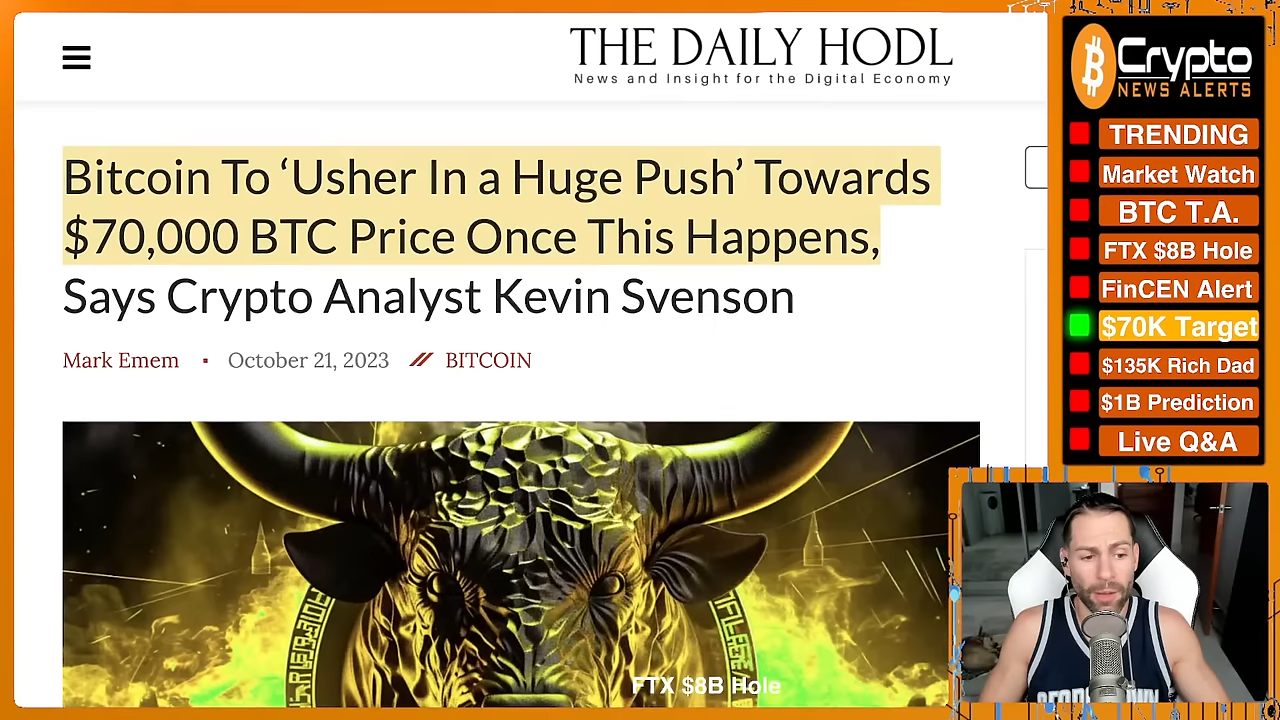 THE DAILY HODL
News and Insight for the Digital Economy
Bitcoin To ‘Usher In a Huge Push’ Towards
$70,000 BTC Price Once This Happens,
Says Crypto Analyst Kevin Svenson
Mark Emem
October 21, 2023
BITCOIN
FTX $8B Hole
Crypto
NEWS ALERTS
TRENDING
Market Watch
BTC T.A.
FTX $8B Hole
FinCEN Alert
$70K Target
$135K Rich Dad
$1B Prediction
Live Q&A